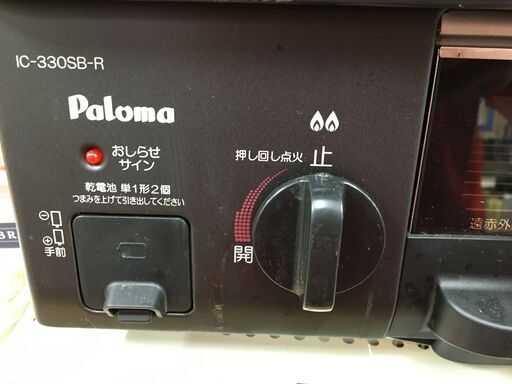 IC-330SB-R
Paloma
おしらせ
サイン
乾電池 単1形2個
つまみを上げて引き出してください
⊖
⊕
手前
押し回し点火
止
開
遠赤外
BR